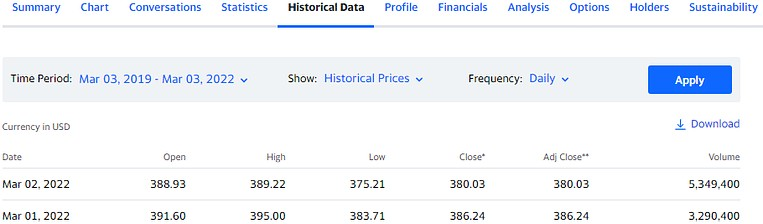 Summary Chart Conversations Statistics Historical Data Profile Financials Analysis Options Holders Sustainability
Time Period: Mar 03, 2019 - Mar 03, 2022 Show: Historical Prices Frequency: Daily Apply
Currency in USD Download
Date Open High Low Close* Adj Close** Volume
Mar 02, 2022 388.93 389.22 375.21 380.03 380.03 5,349,400
Mar 01, 2022 391.60 395.00 383.71 386.24 386.24 3,290,400